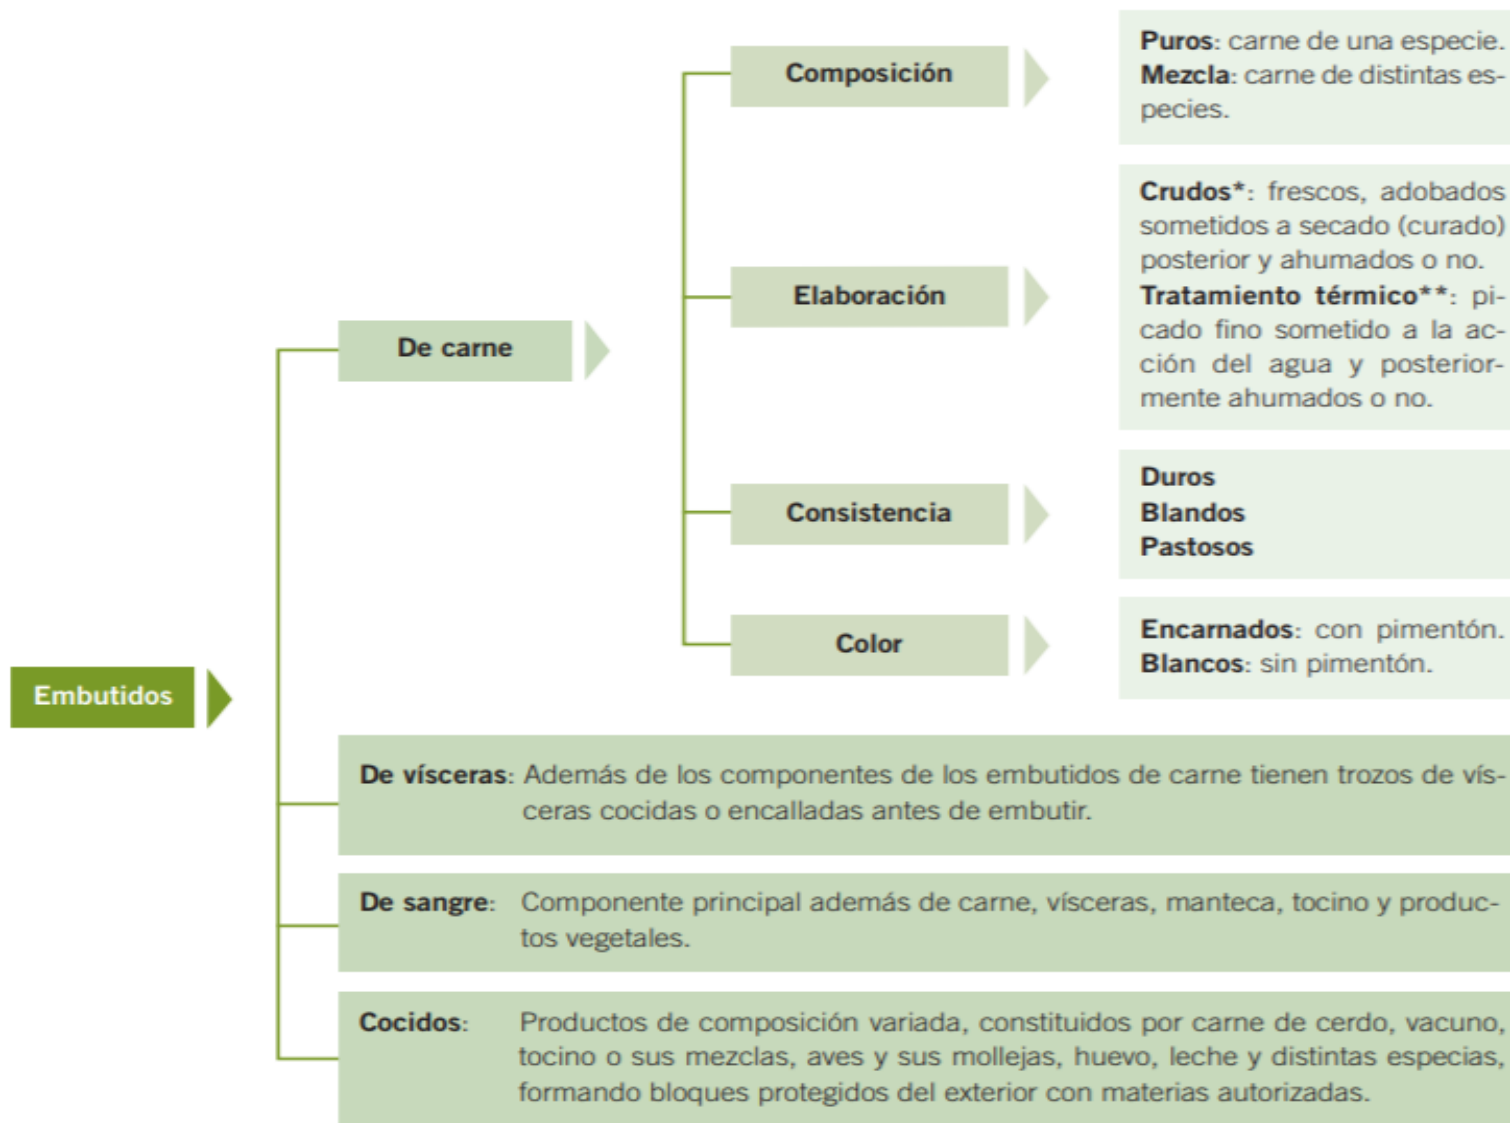 Composición
Puros: carne de una especie.
Mezcla: carne de distintas es-
pecies.
Elaboración
Crudos*: frescos, adobados
sometidos a secado (curado)
posterior y ahumados o no.
Tratamiento térmico**: pi-
cado fino sometido a la ac-
ción del agua y posterior-
mente ahumados o no.
De carne
Consistencia
Duros
Blandos
Pastosos
Color
Encarnados: con pimentón.
Blancos: sin pimentón.
Embutidos
De vísceras: Además de los componentes de los embutidos de carne tienen trozos de vís-
ceras cocidas o encalladas antes de embutir.
De sangre: Componente principal además de carne, vísceras, manteca, tocino y produc-
tos vegetales.
Cocidos: Productos de composición variada, constituidos por carne de cerdo, vacuno,
tocino o sus mezclas, aves y sus mollejas, huevo, leche y distintas especias,
formando bloques protegidos del exterior con materias autorizadas.